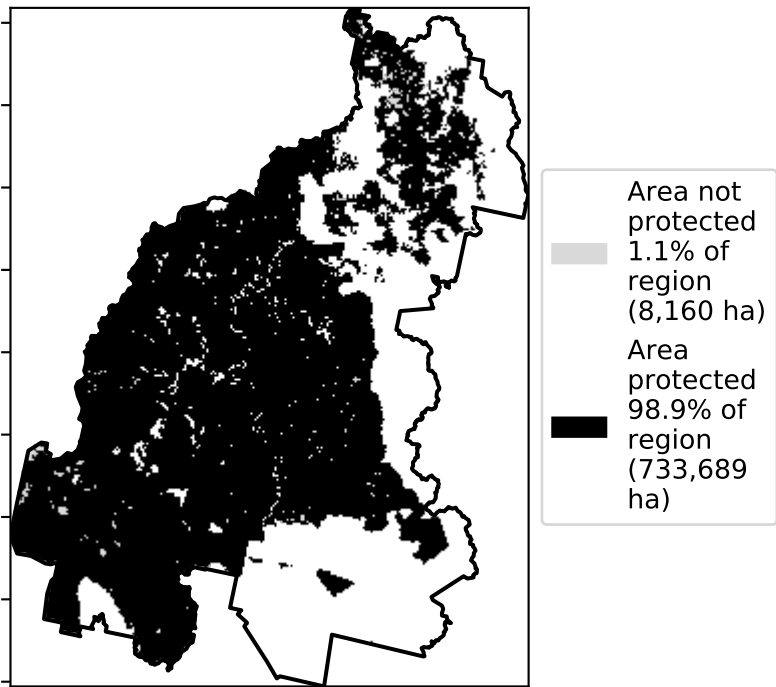 Area not
protected
1.1% of
region
(8,160 ha)
Area
protected
98.9% of
region
(733,689
ha)